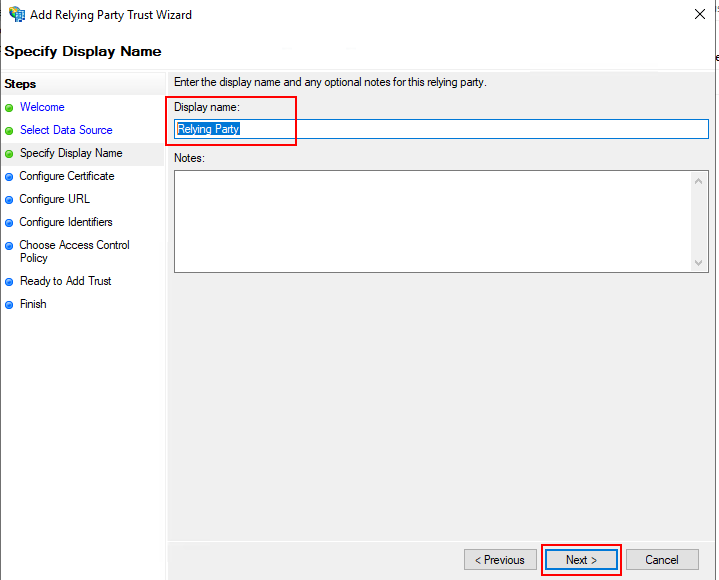 Add Relying Party Trust Wizard
Specify Display Name
Steps
Welcome
Select Data Source
Specify Display Name
Configure Certificate
Configure URL
Configure Identifiers
Choose Access Control
Policy
Ready to Add Trust
Finish
Enter the display name and any optional notes for this relying party.
Display name:
Relying Party
Notes:
< Previous
Next >
Cancel